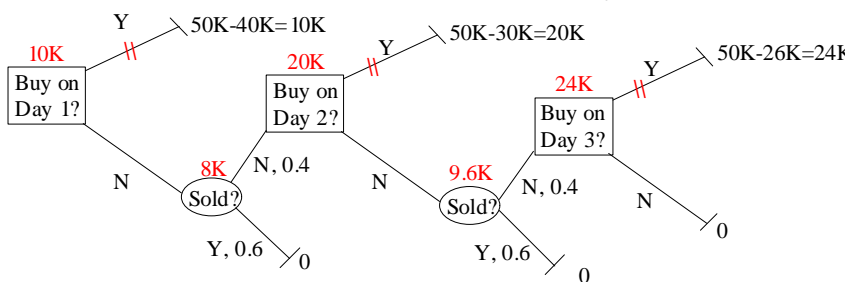 Y
50K-40K=10K
10K
Buy on
Day 1?
N
8K
Sold?
N, 0.4
Y, 0.6
0
20K
Buy on
Day 2?
Y
50K-30K=20K
N
9.6K
Sold?
N, 0.4
Y, 0.6
0
24K
Buy on
Day 3?
Y
50K-26K=24K
N
0